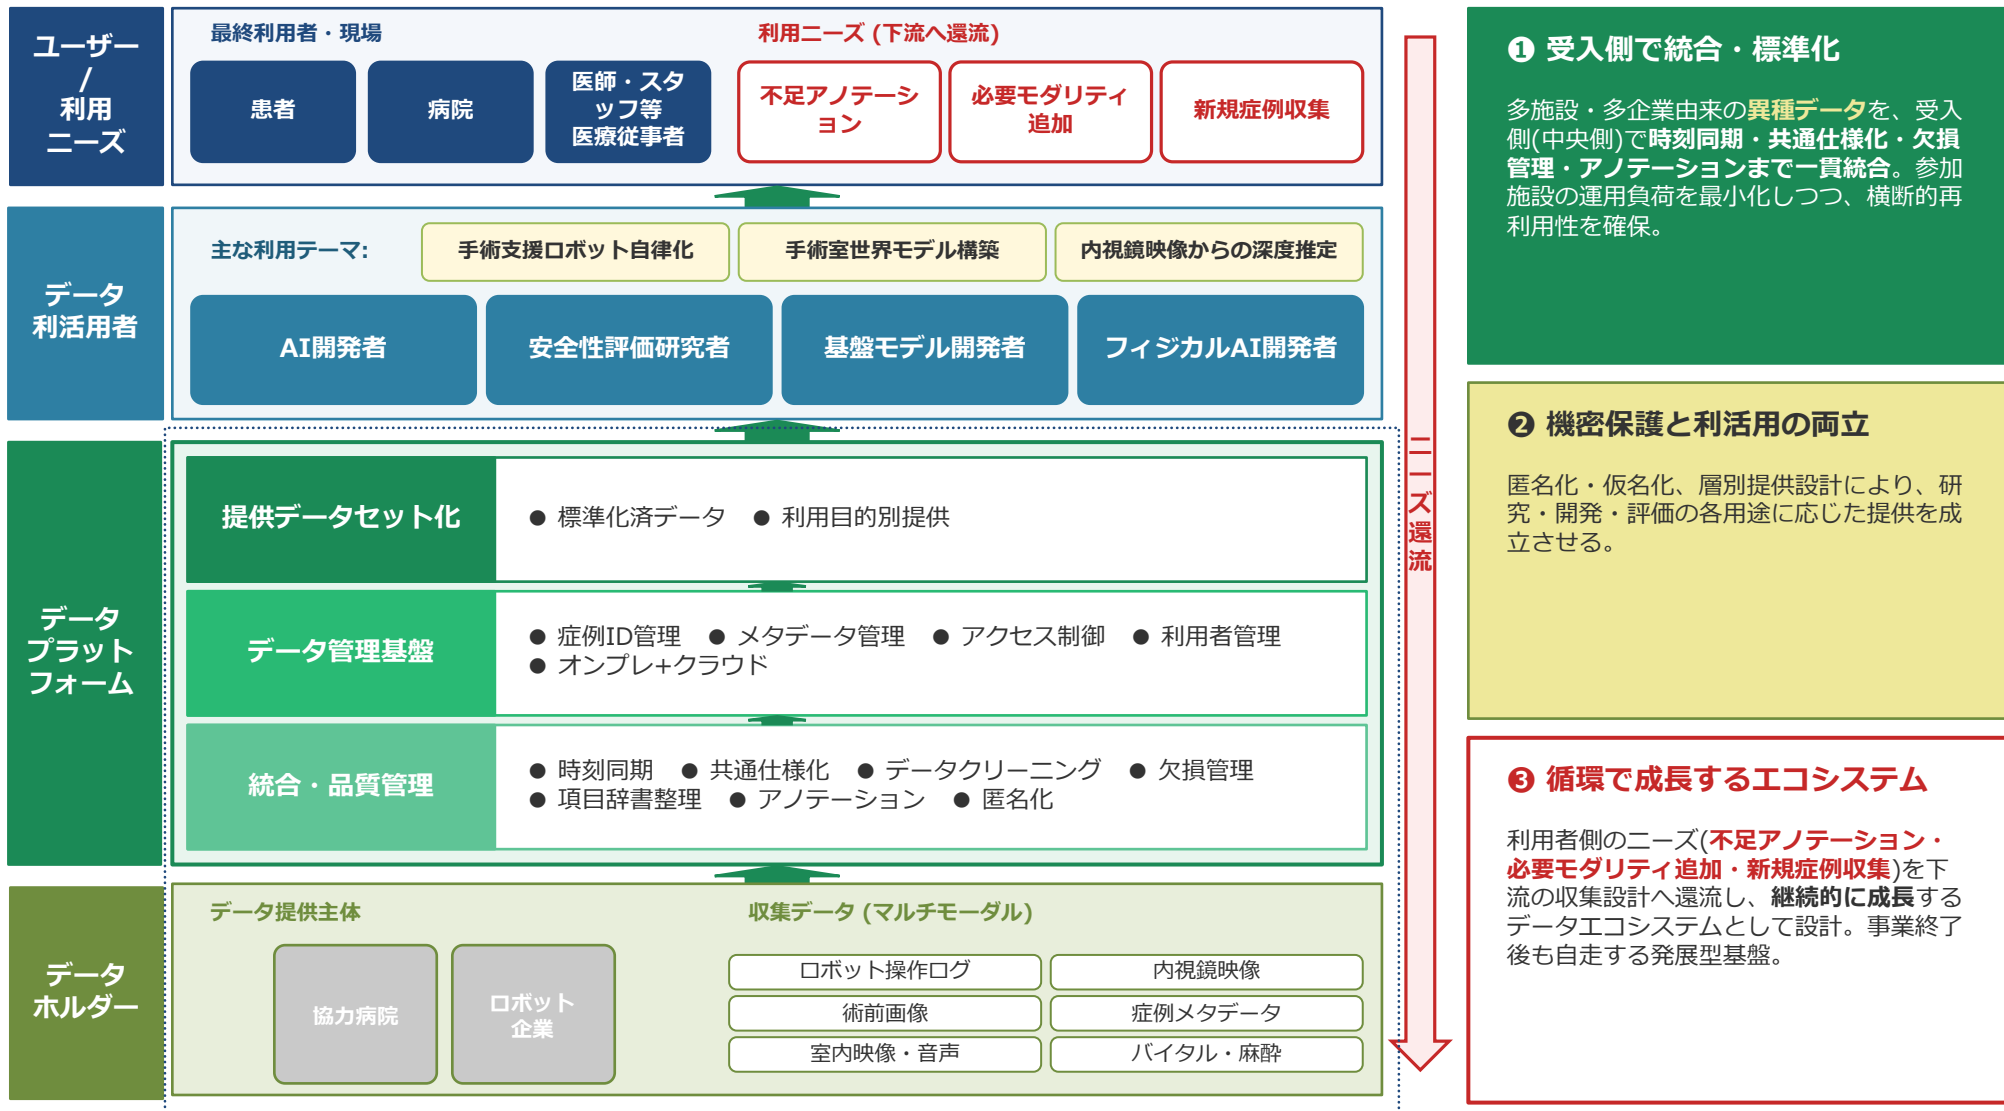 ユーザー
/
利用
ニーズ
最終利用者・現場
利用ニーズ (下流へ還流)
患者
病院
医師・スタ
ッフ等
医療従事者
不足アノテーシ
ョン
必要モダリティ
追加
新規症例収集
データ
利活用者
主な利用テーマ:
手術支援ロボット自律化
手術室世界モデル構築
内視鏡映像からの深度推定
AI開発者
安全性評価研究者
基盤モデル開発者
フィジカルAI開発者
データ
プラット
フォーム
提供データセット化
● 標準化済データ ● 利用目的別提供
データ管理基盤
● 症例ID管理 ● メタデータ管理 ● アクセス制御 ● 利用者管理
● オンプレ+クラウド
統合・品質管理
● 時刻同期 ● 共通仕様化 ● データクリーニング ● 欠損管理
● 項目辞書整理 ● アノテーション ● 匿名化
データ
ホルダー
データ提供主体
収集データ (マルチモーダル)
協力病院
ロボット
企業
ロボット操作ログ
内視鏡映像
術前画像
症例メタデータ
室内映像・音声
バイタル・麻酔
ニーズ還流
❶ 受入側で統合・標準化
多施設・多企業由来の異種データを、受入
側(中央側)で時刻同期・共通仕様化・欠損
管理・アノテーションまで一貫統合。参加
施設の運用負荷を最小化しつつ、横断的再
利用性を確保。
❷ 機密保護と利活用の両立
匿名化・仮名化、層別提供設計により、研
究・開発・評価の各用途に応じた提供を成
立させる。
❸ 循環で成長するエコシステム
利用者側のニーズ(不足アノテーション・
必要モダリティ追加・新規症例収集)を下
流の収集設計へ還流し、継続的に成長する
データエコシステムとして設計。事業終了
後も自走する発展型基盤。